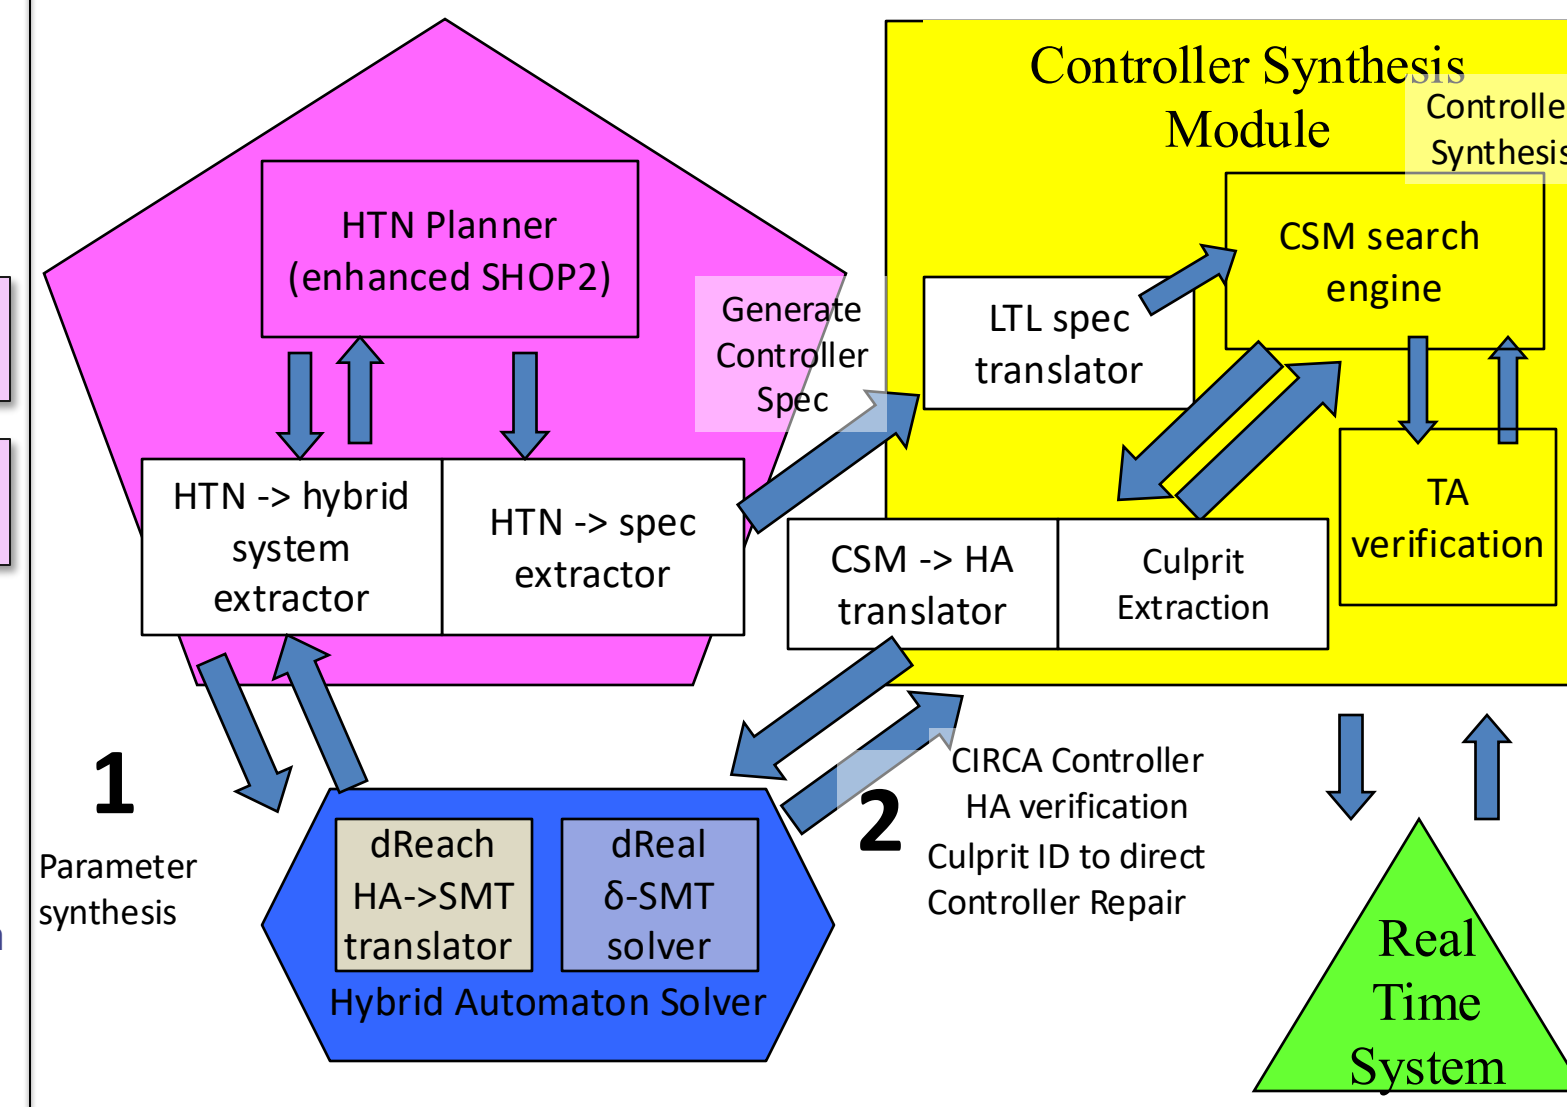 Controller Synthesis
Module
Controlle
Synthesis
HTN Planner
(enhanced SHOP2)
CSM search
engine
Generate
Controller
Spec
LTL spec
translator
HTN -> hybrid
system
extractor
HTN -> spec
extractor
TA
verification
CSM -> HA
translator
Culprit
Extraction
1
Parameter
synthesis
2
CIRCA Controller
HA verification
Culprit ID to direct
Controller Repair
dReach
HA->SMT
translator
dReal
δ-SMT
solver
Hybrid Automaton Solver
Real
Time
System